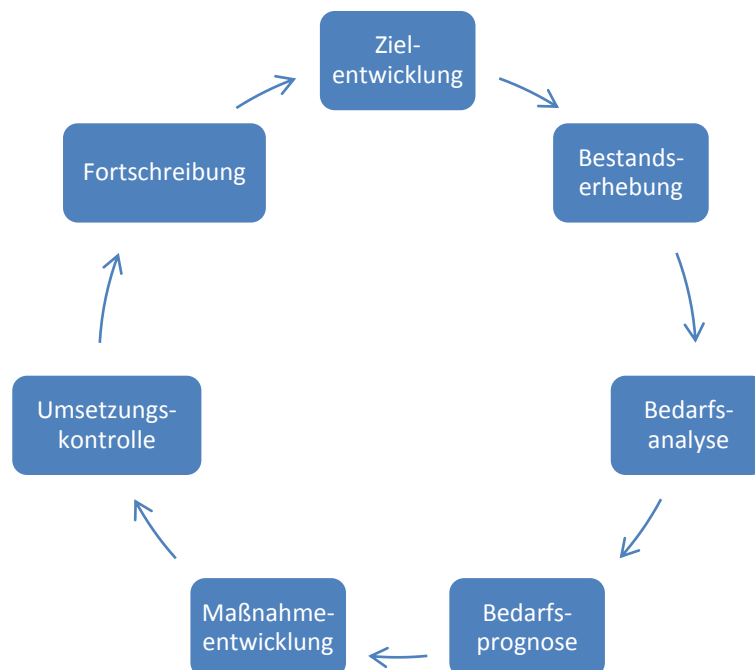 Ziel-
entwicklung
Bestands-
erhebung
Bedarfs-
analyse
Bedarfs-
prognose
Maßnahme-
entwicklung
Umsetzungs-
kontrolle
Fortschreibung